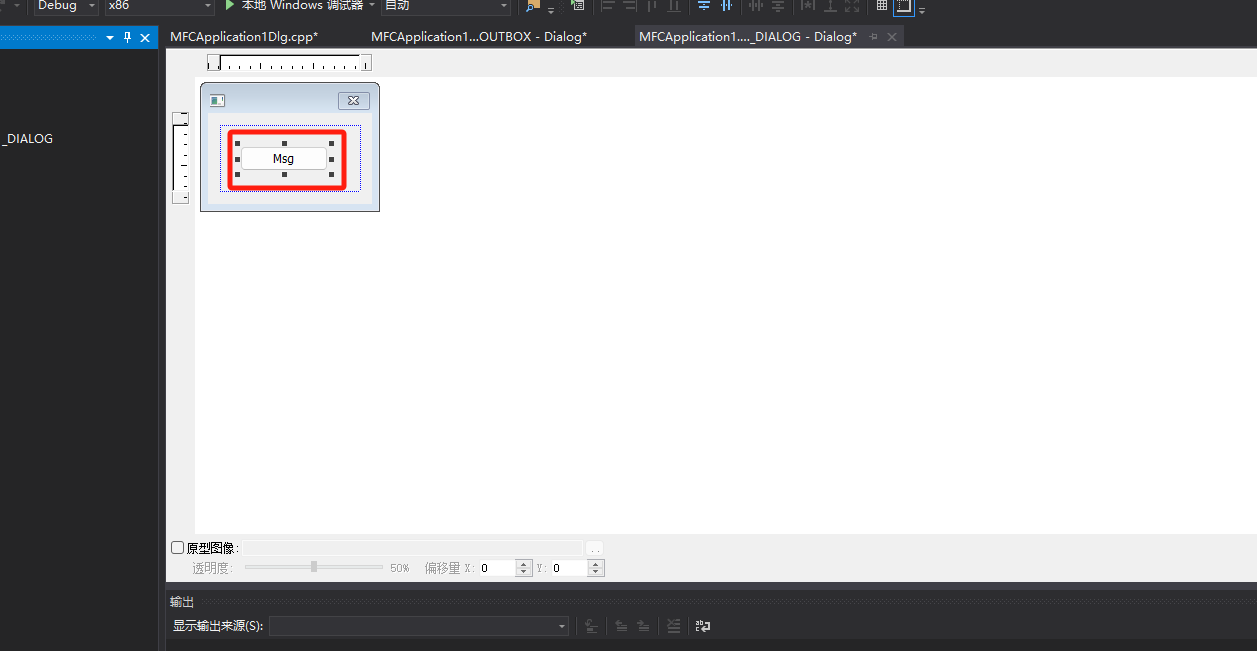 Debug x86 本地 Windows 调试器 自动
MFCApplication1Dlg.cpp* MFCApplication1...OUTBOX - Dialog* MFCApplication1...._DIALOG - Dialog*
_DIALOG
Msg
原型图像:
..
透明度: 50% 偏移量 X: 0 Y: 0
输出
显示输出来源(S):